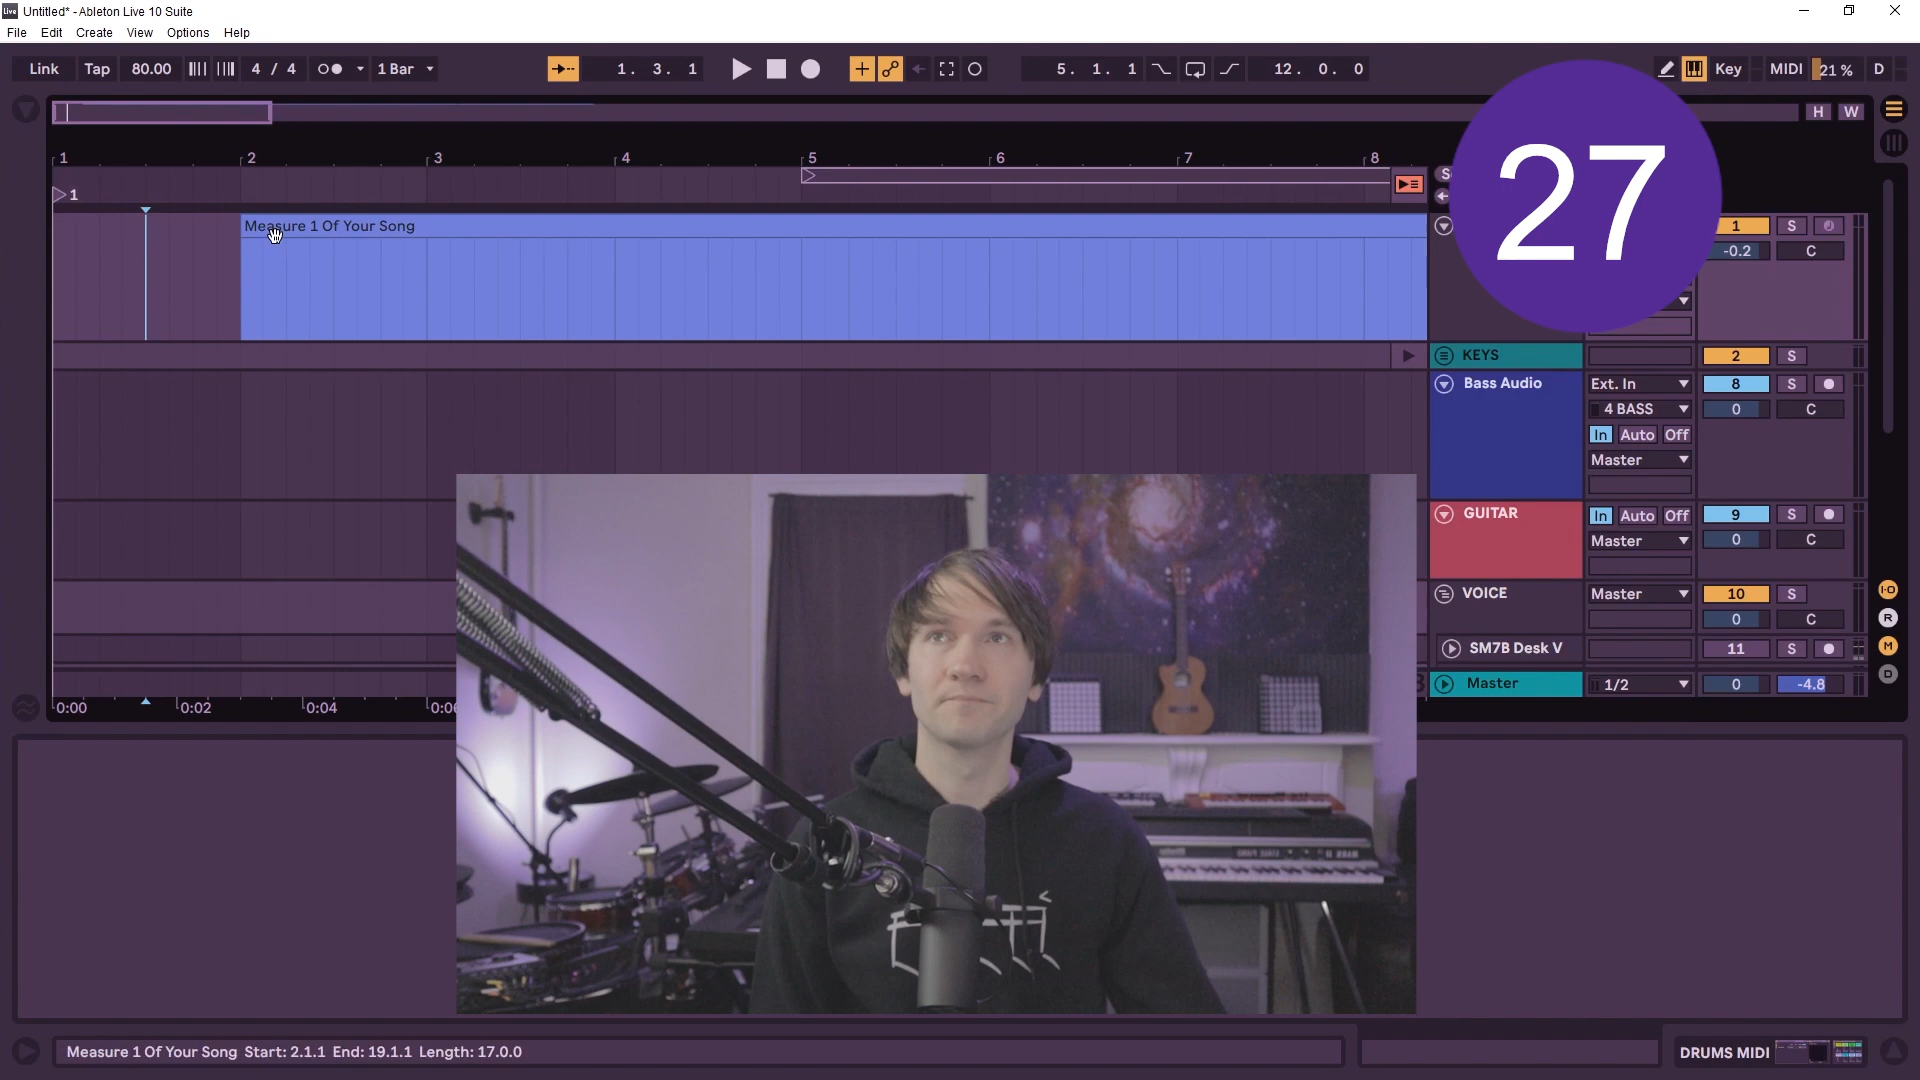 Live Untitled* - Ableton Live 10 Suite
File Edit Create View Options Help
Link Tap 80.00 4 / 4 1 Bar 1. 3. 1 5. 1. 1 12. 0. 0 Key MIDI 21 % D
H W
1 2 3 4 5 6 7 8
1
27
Measure 1 Of Your Song
1 S
-0.2 C
KEYS 2 S
Bass Audio Ext. In 8 S
4 BASS 0 C
In Auto Off
Master
GUITAR In Auto Off 9 S
Master 0 C
VOICE Master 10 S
0 C
SM7B Desk V 11 S
Master 1/2 0 -4.8
I·O
R
M
D
0:00 0:02 0:04
Measure 1 Of Your Song Start: 2.1.1 End: 19.1.1 Length: 17.0.0
DRUMS MIDI